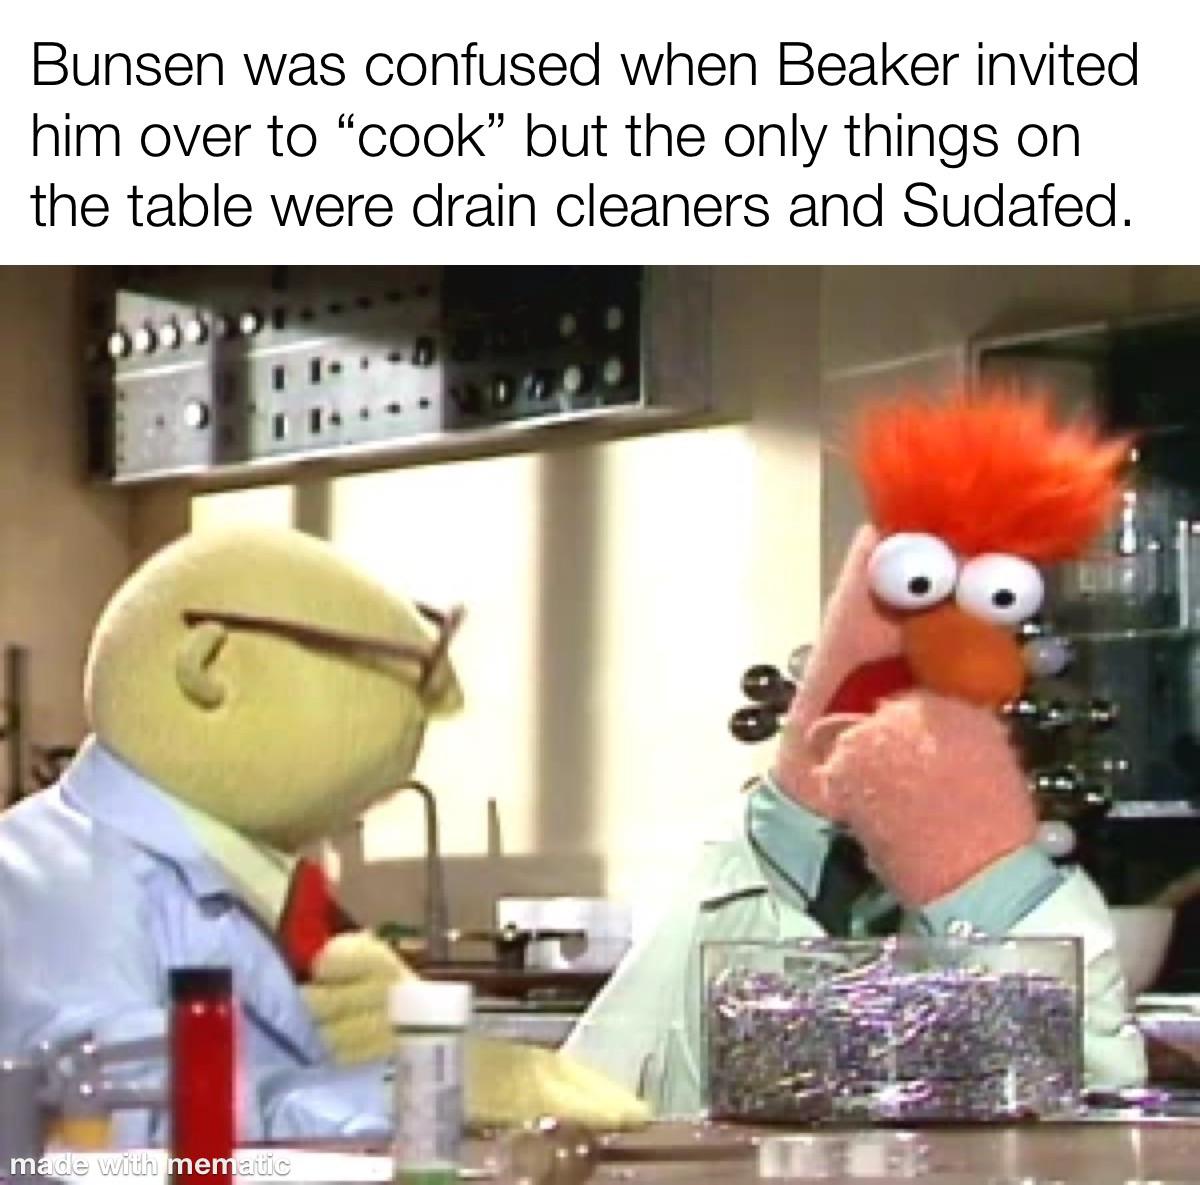 Bunsen was confused when Beaker invited
him over to “cook” but the only things on
the table were drain cleaners and Sudafed.
made with mematic